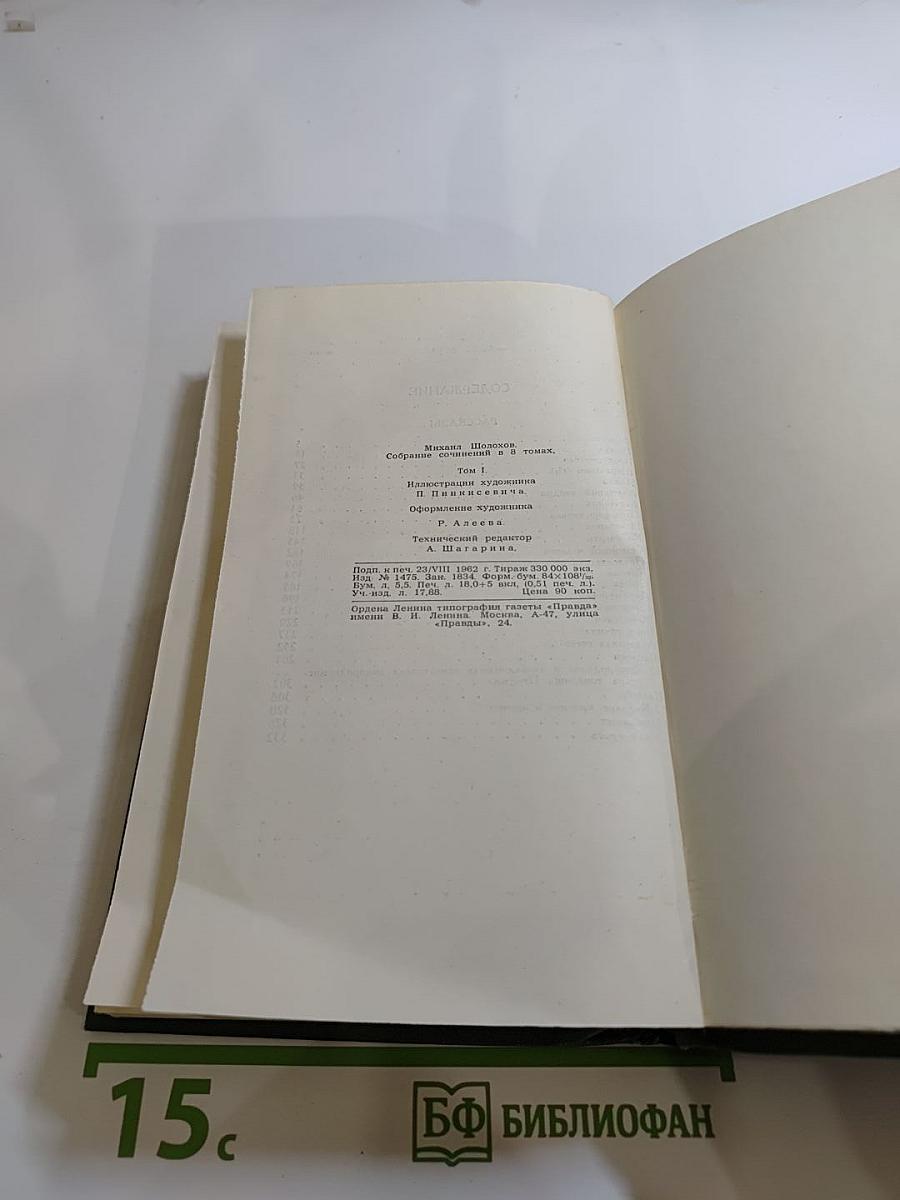 Михаил Шолохов.
Собрание сочинений в 8 томах.
Том I.
Иллюстрации художника
П. Пинкисевича.
Оформление художника
Р. Алеева.
Технический редактор
А. Шагарина.
Подп. к печ. 23/VIII 1962 г. Тираж 330 000 экз.
Изд. № 1475. Зак. 1834. Форм. бум. 84×108¹/₃₂.
Бум. л. 5,5. Печ. л. 18,0+5 вкл. (0,51 печ. л.).
Уч.-изд. л. 17,88. Цена 90 коп.
Ордена Ленина типография газеты «Правда»
имени В. И. Ленина. Москва, А-47, улица
«Правды», 24.
15 с
БФ БИБЛИОФАН